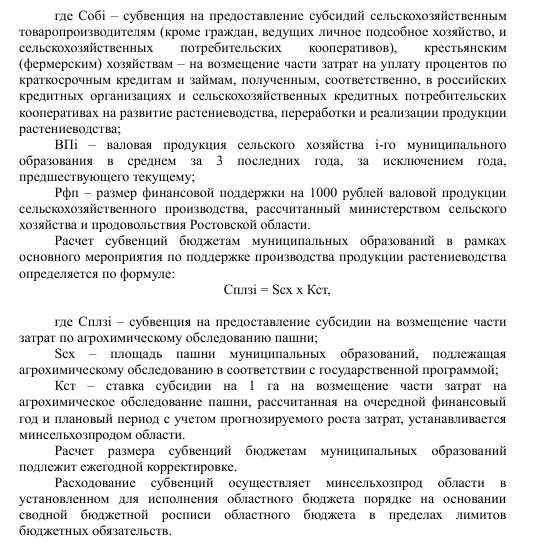 где Cобi – субвенция на предоставление субсидий сельскохозяйственным
товаропроизводителям (кроме граждан, ведущих личное подсобное хозяйство, и
сельскохозяйственных потребительских кооперативов), крестьянским
(фермерским) хозяйствам – на возмещение части затрат на уплату процентов по
краткосрочным кредитам и займам, полученным, соответственно, в российских
кредитных организациях и сельскохозяйственных кредитных потребительских
кооперативах на развитие растениеводства, переработки и реализации продукции
растениеводства;
ВПi – валовая продукция сельского хозяйства i-го муниципального
образования в среднем за 3 последних года, за исключением года,
предшествующего текущему;
Рфп – размер финансовой поддержки на 1000 рублей валовой продукции
сельскохозяйственного производства, рассчитанный министерством сельского
хозяйства и продовольствия Ростовской области.
Расчет субвенций бюджетам муниципальных образований в рамках
основного мероприятия по поддержке производства продукции растениеводства
определяется по формуле:
Сплзi = Sсх х Кст,
где Сплзi – субвенция на предоставление субсидии на возмещение части
затрат по агрохимическому обследованию пашни;
Sсх – площадь пашни муниципальных образований, подлежащая
агрохимическому обследованию в соответствии с государственной программой;
Кст – ставка субсидии на 1 га на возмещение части затрат на
агрохимическое обследование пашни, рассчитанная на очередной финансовый
год и плановый период с учетом прогнозируемого роста затрат, устанавливается
минсельхозпродом области.
Расчет размера субвенций бюджетам муниципальных образований
подлежит ежегодной корректировке.
Расходование субвенций осуществляет минсельхозпрод области в
установленном для исполнения областного бюджета порядке на основании
сводной бюджетной росписи областного бюджета в пределах лимитов
бюджетных обязательств.